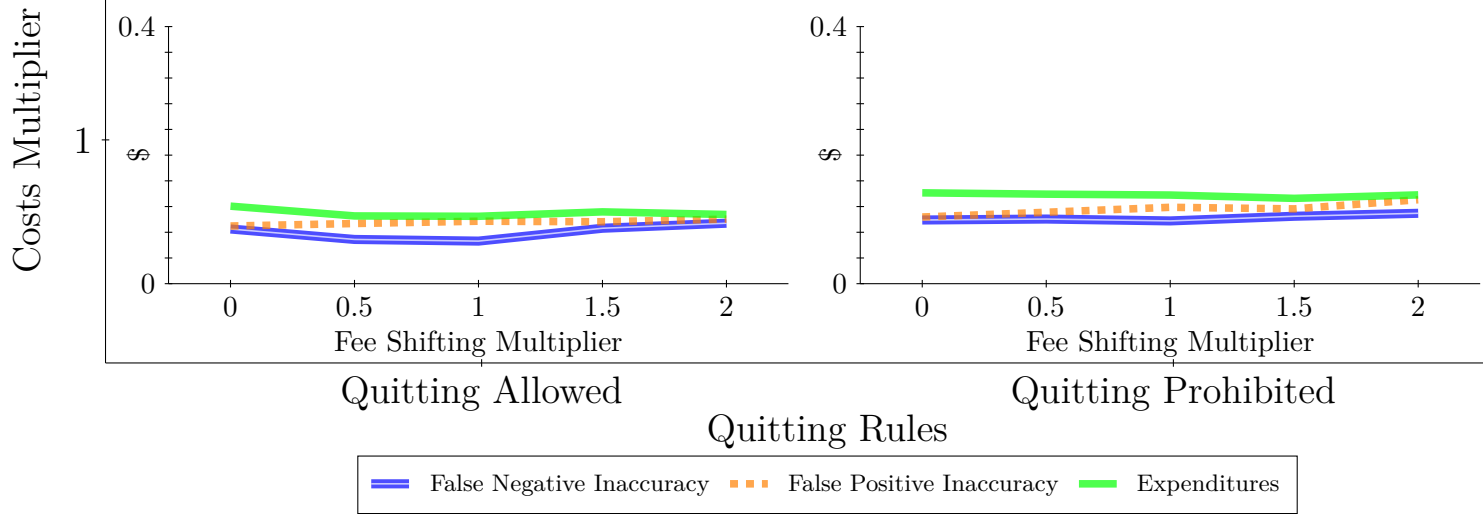 Costs Multiplier
1
0.4
$
0
0 0.5 1 1.5 2
Fee Shifting Multiplier
0.4
$
0
0 0.5 1 1.5 2
Fee Shifting Multiplier
Quitting Allowed
Quitting Prohibited
Quitting Rules
False Negative Inaccuracy False Positive Inaccuracy Expenditures